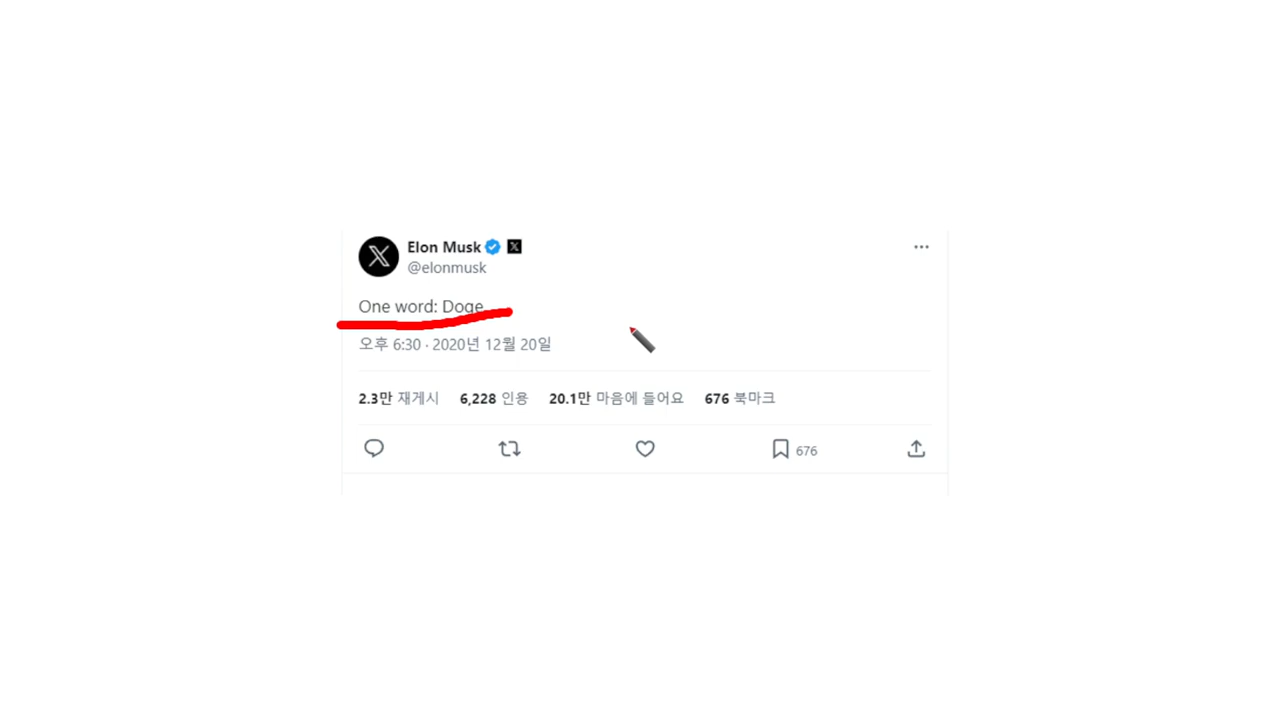 Elon Musk
@elonmusk
One word: Doge
오후 6:30 · 2020년 12월 20일
2.3만 재게시 6,228 인용 20.1만 마음에 들어요 676 북마크
676